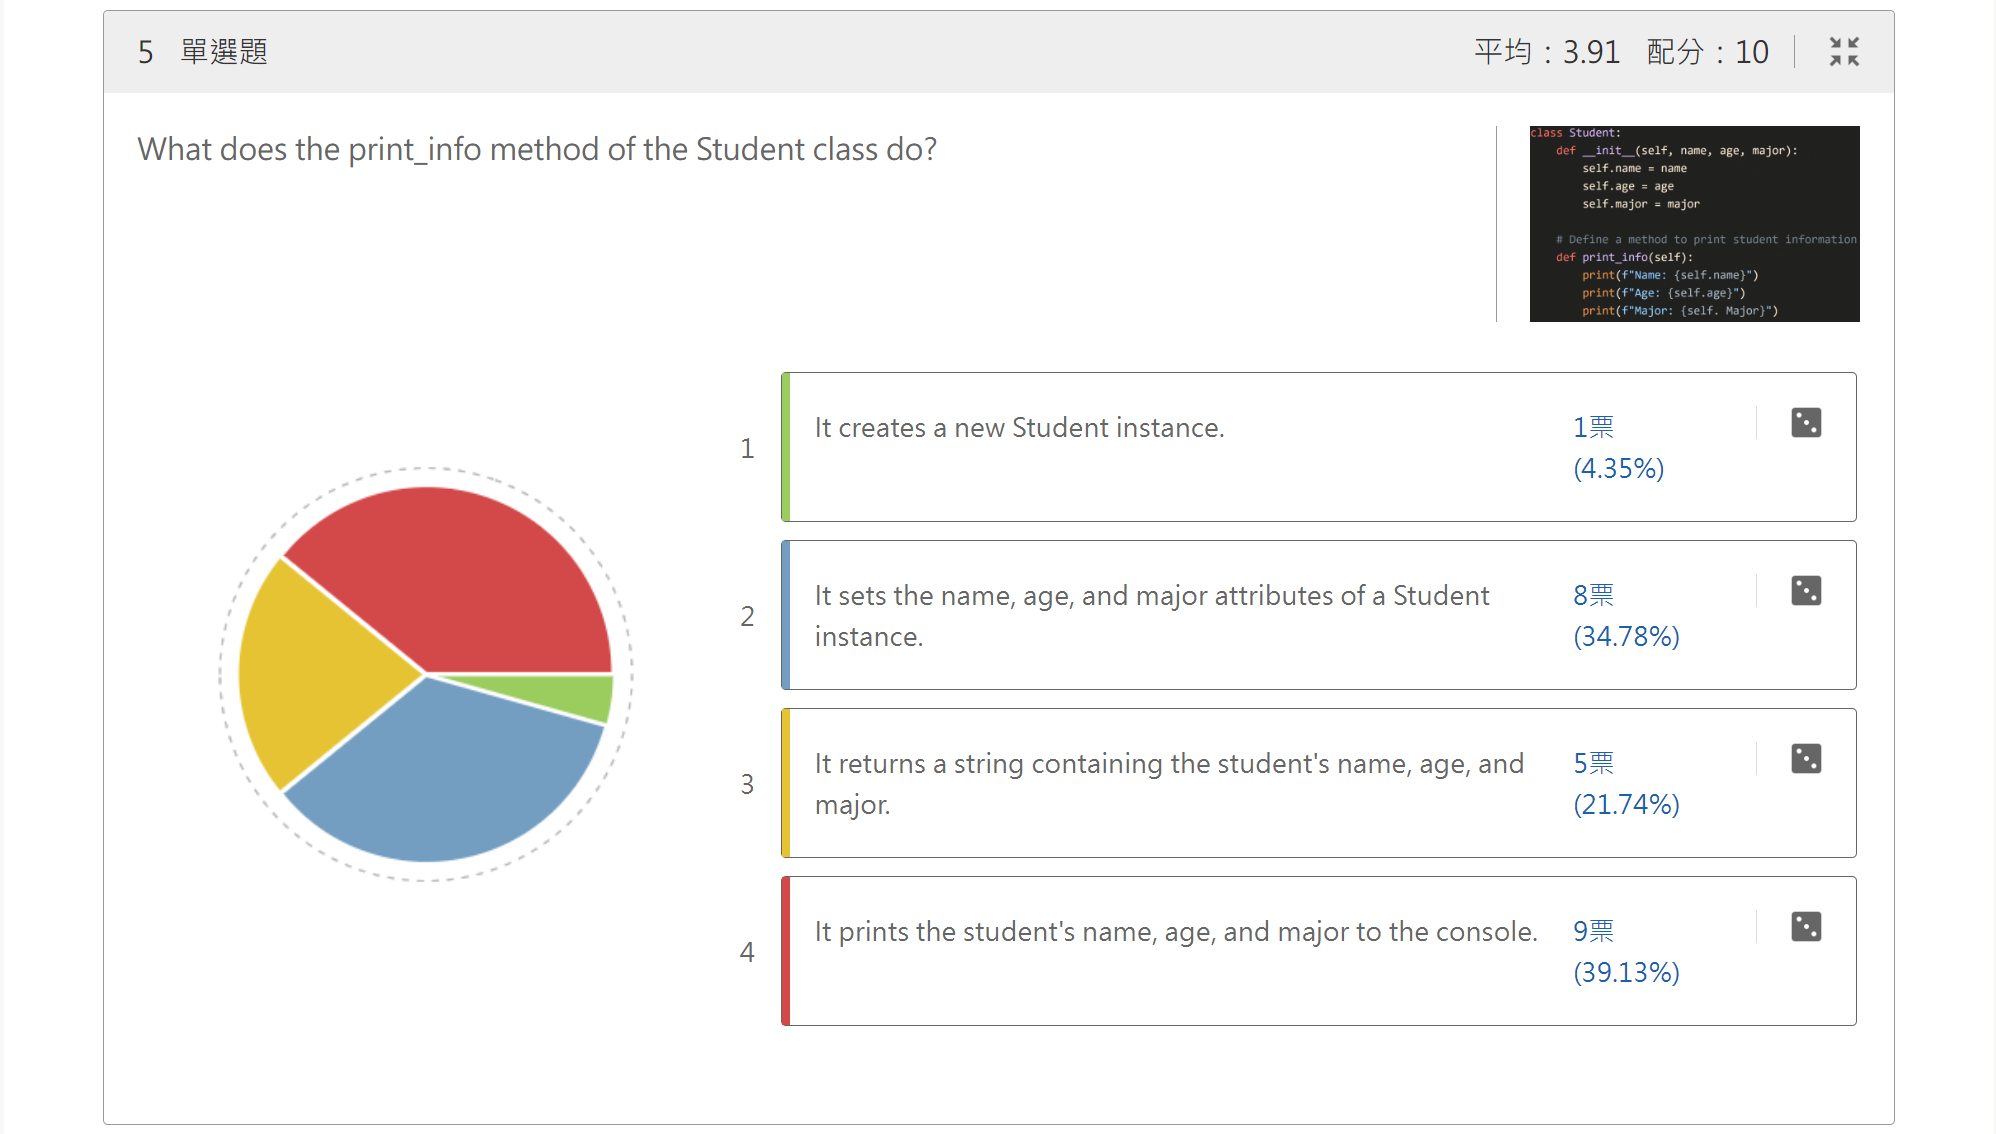 5 單選題
平均：3.91 配分：10
What does the print_info method of the Student class do?
class Student:
def __init__(self, name, age, major):
self.name = name
self.age = age
self.major = major
# Define a method to print student information
def print_info(self):
print(f"Name: {self.name}")
print(f"Age: {self.age}")
print(f"Major: {self. Major}")
1
It creates a new Student instance.
1票
(4.35%)
2
It sets the name, age, and major attributes of a Student
instance.
8票
(34.78%)
3
It returns a string containing the student's name, age, and
major.
5票
(21.74%)
4
It prints the student's name, age, and major to the console.
9票
(39.13%)